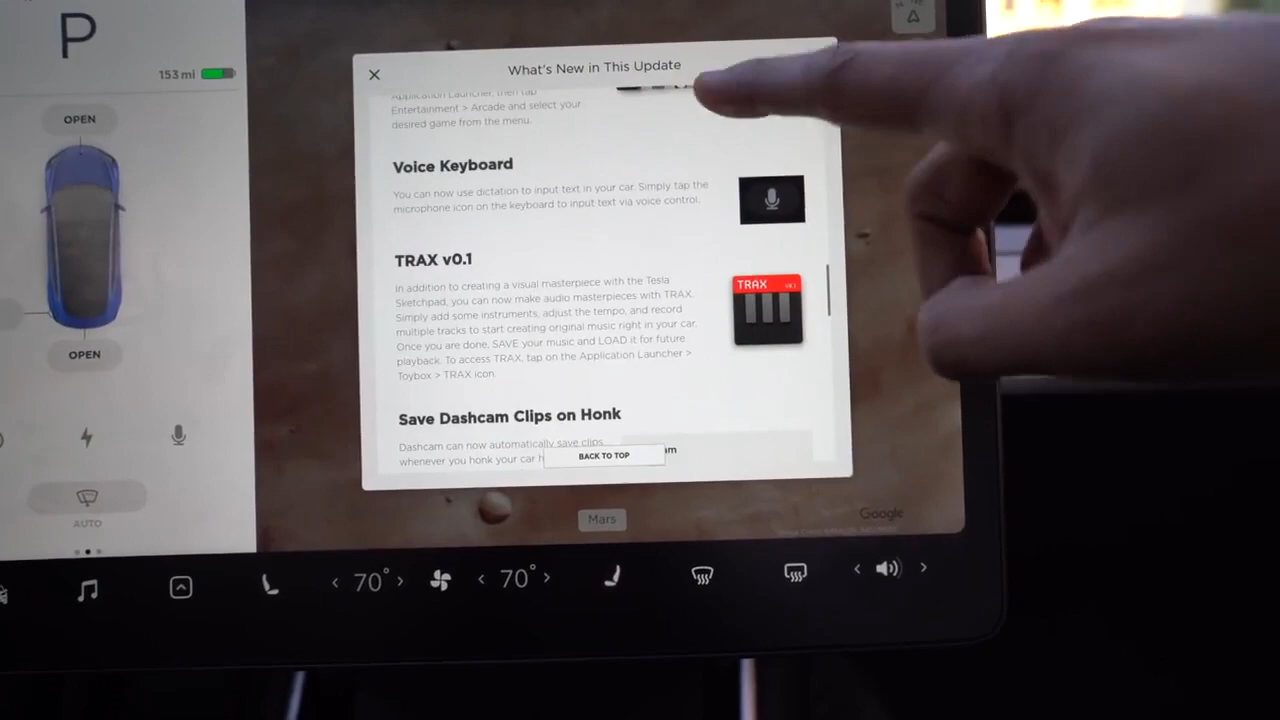 P
153 mi
OPEN
OPEN
AUTO
What's New in This Update
Application Launcher, then tap
Entertainment > Arcade and select your
desired game from the menu.
Voice Keyboard
You can now use dictation to input text in your car. Simply tap the
microphone icon on the keyboard to input text via voice control.
TRAX v0.1
In addition to creating a visual masterpiece with the Tesla
Sketchpad, you can now make audio masterpieces with TRAX.
Simply add some instruments, adjust the tempo, and record
multiple tracks to start creating original music right in your car.
Once you are done, SAVE your music and LOAD it for future
playback. To access TRAX, tap on the Application Launcher >
Toybox > TRAX icon.
TRAX
Save Dashcam Clips on Honk
Dashcam can now automatically save clips
whenever you honk your car
BACK TO TOP
Mars
Google
< 70° >
< 70° >
< >